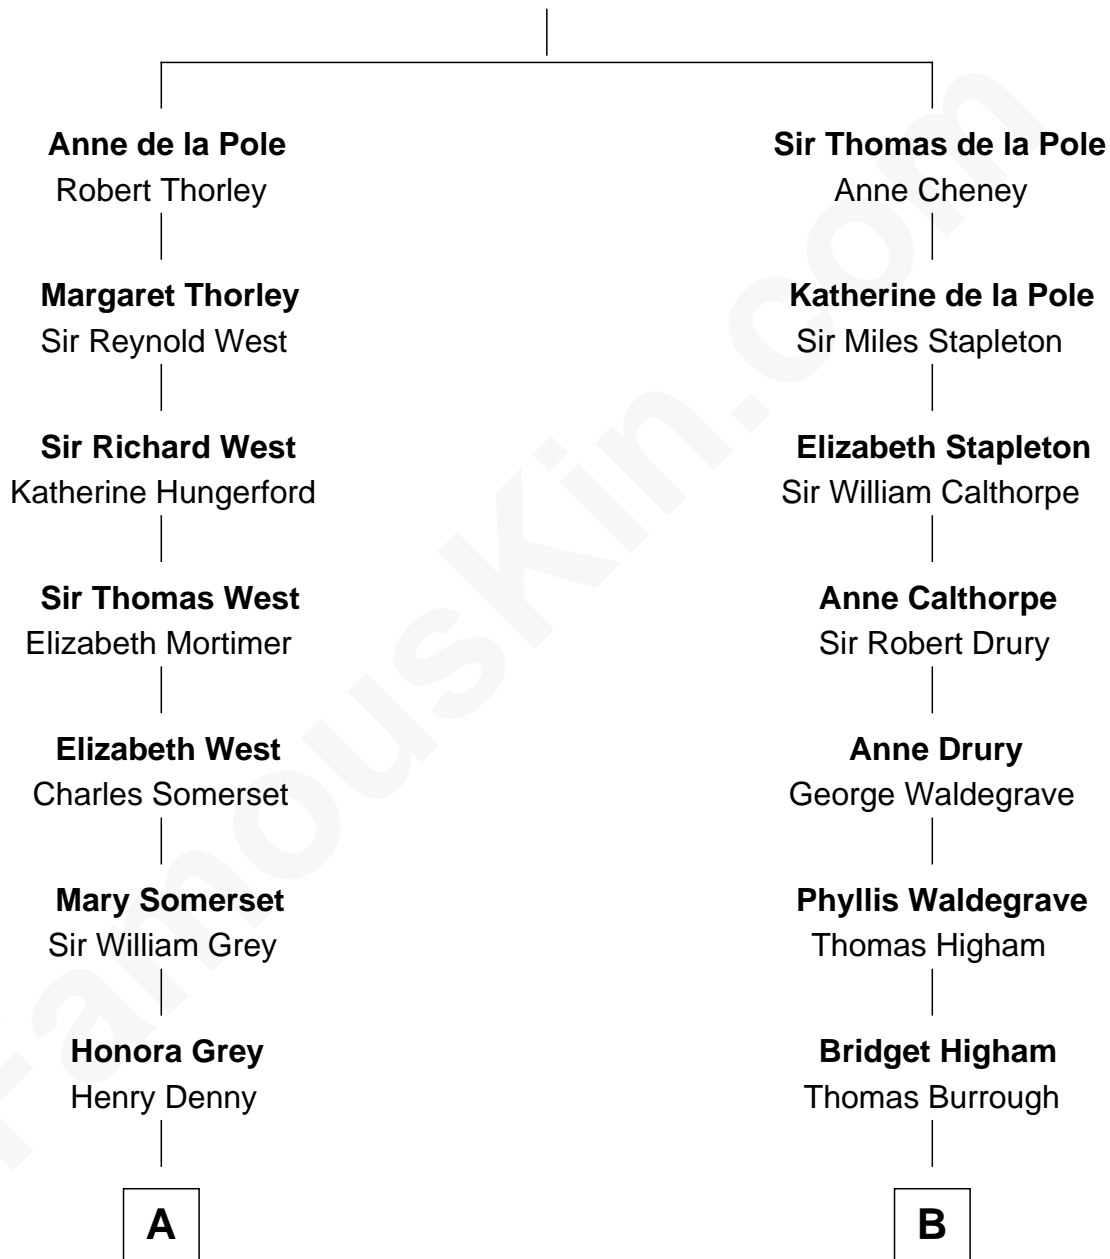 Anne de la Pole
Robert Thorley
Sir Thomas de la Pole
Anne Cheney
Margaret Thorley
Sir Reynold West
Katherine de la Pole
Sir Miles Stapleton
Sir Richard West
Katherine Hungerford
Elizabeth Stapleton
Sir William Calthorpe
Sir Thomas West
Elizabeth Mortimer
Anne Calthorpe
Sir Robert Drury
Elizabeth West
Charles Somerset
Anne Drury
George Waldegrave
Mary Somerset
Sir William Grey
Phyllis Waldegrave
Thomas Higham
Honora Grey
Henry Denny
Bridget Higham
Thomas Burrough
A
B
FamousKin.com